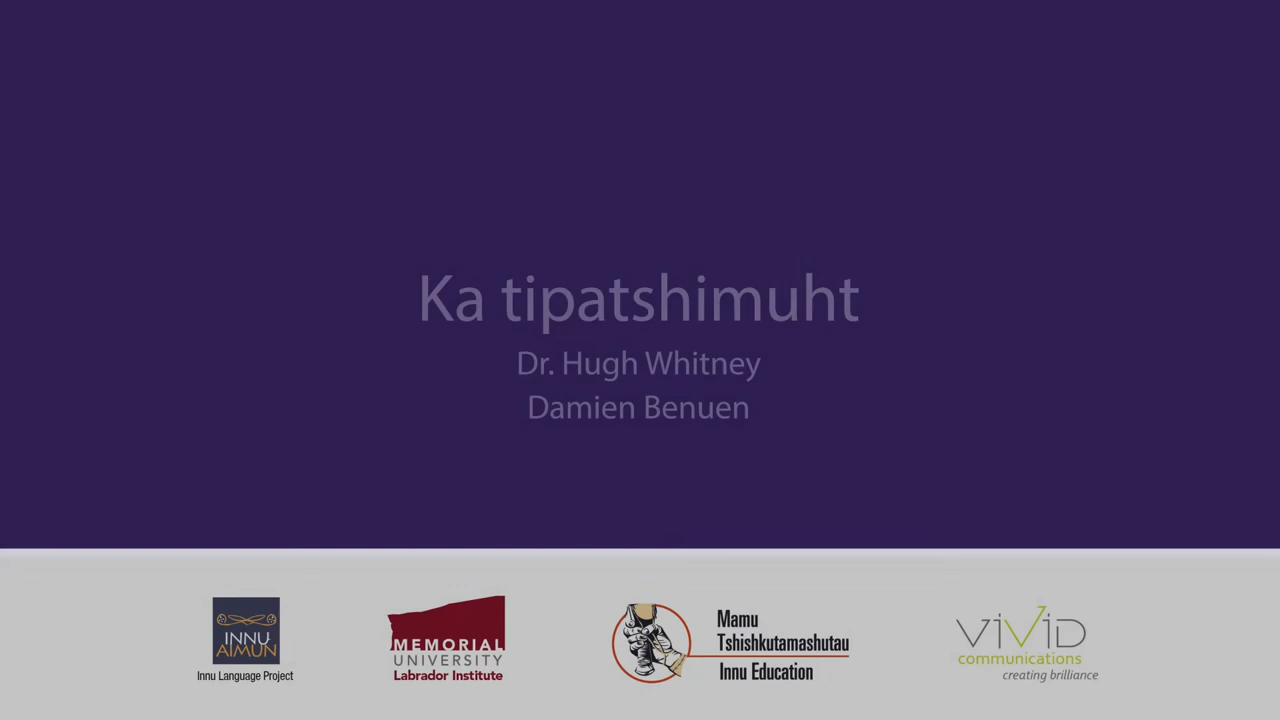 Ka tipatshimuht
Dr. Hugh Whitney
Damien Benuen
INNU
AIMUN
Innu Language Project
MEMORIAL
UNIVERSITY
Labrador Institute
Mamu
Tshishkutamashutau
Innu Education
ViViD
communications
creating brilliance